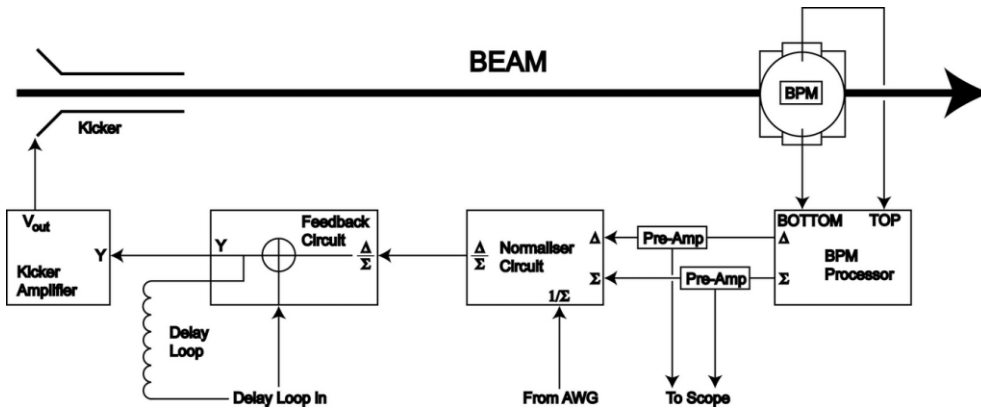 BEAM
BPM
Kicker
V_out
Y
Kicker
Amplifier
Y
Feedback
Circuit
Δ/Σ
Delay
Loop
Delay Loop In
Δ/Σ
Normaliser
Circuit
Δ
Σ
1/Σ
From AWG
Pre-Amp
Pre-Amp
To Scope
BOTTOM TOP
Δ
BPM
Processor
Σ